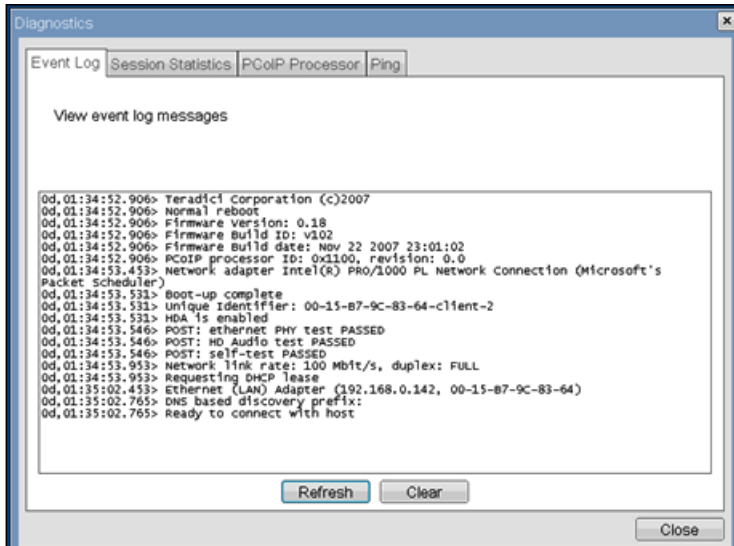 Diagnostics
Event Log Session Statistics PCoIP Processor Ping
View event log messages
0d,01:34:52.906> Teradici Corporation (c)2007
0d,01:34:52.906> Normal reboot
0d,01:34:52.906> Firmware Version: 0.18
0d,01:34:52.906> Firmware Build ID: v102
0d,01:34:52.906> Firmware Build date: Nov 22 2007 23:01:02
0d,01:34:52.906> PCoIP processor ID: 0x1100, revision: 0.0
0d,01:34:53.453> Network adapter Intel(R) PRO/1000 PL Network Connection (Microsoft's
Packet Scheduler)
0d,01:34:53.531> Boot-up complete
0d,01:34:53.531> Unique Identifier: 00-15-B7-9C-83-64-client-2
0d,01:34:53.531> HDA is enabled
0d,01:34:53.546> POST: ethernet PHY test PASSED
0d,01:34:53.546> POST: HD Audio test PASSED
0d,01:34:53.546> POST: self-test PASSED
0d,01:34:53.953> Network link rate: 100 Mbit/s, duplex: FULL
0d,01:34:53.953> Requesting DHCP lease
0d,01:35:02.453> Ethernet (LAN) Adapter (192.168.0.142, 00-15-B7-9C-83-64)
0d,01:35:02.765> DNS based discovery prefix:
0d,01:35:02.765> Ready to connect with host
Refresh Clear
Close